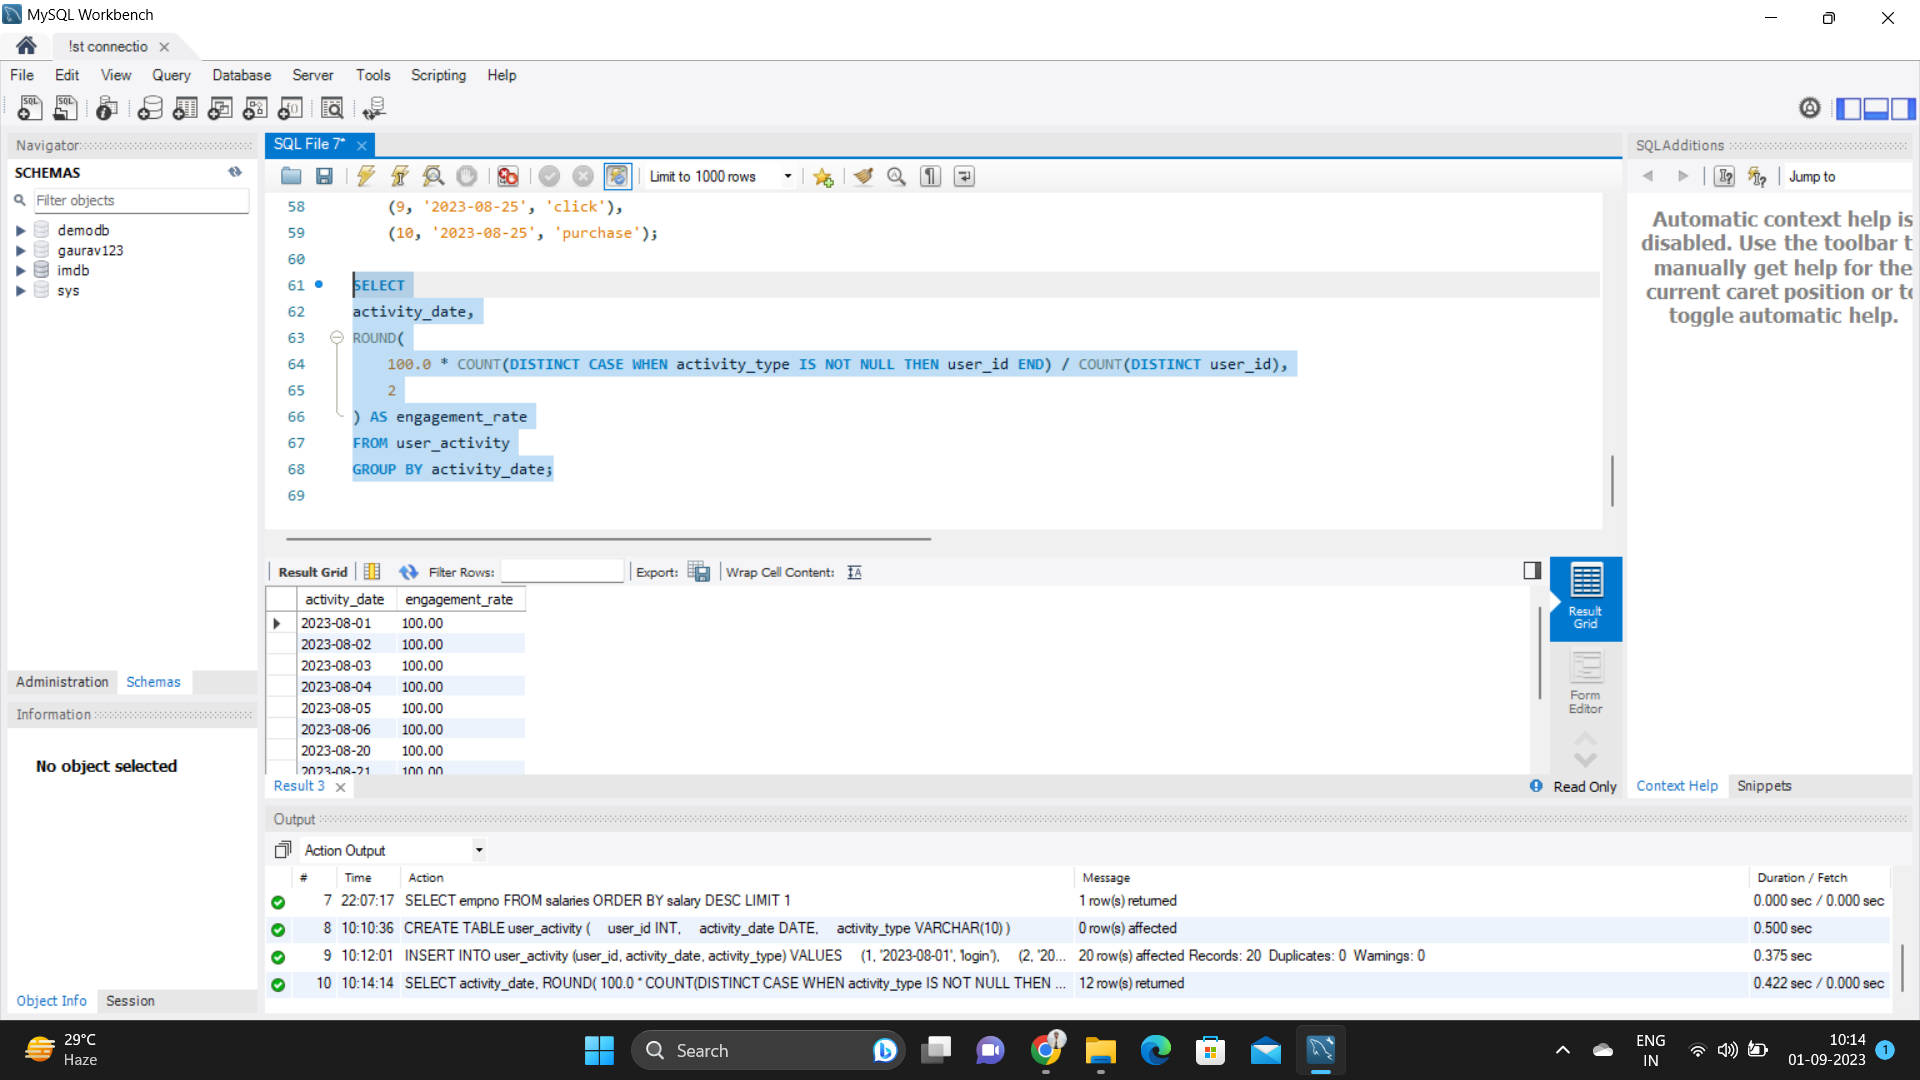 MySQL Workbench
!st connectio
File Edit View Query Database Server Tools Scripting Help
Navigator
SCHEMAS
Filter objects
demodb
gaurav123
imdb
sys
Administration Schemas
Information
No object selected
Object Info Session
SQL File 7*
Limit to 1000 rows
58 (9, '2023-08-25', 'click'),
59 (10, '2023-08-25', 'purchase');
60
61 SELECT
62 activity_date,
63 ROUND(
64 100.0 * COUNT(DISTINCT CASE WHEN activity_type IS NOT NULL THEN user_id END) / COUNT(DISTINCT user_id),
65 2
66 ) AS engagement_rate
67 FROM user_activity
68 GROUP BY activity_date;
69
Result Grid Filter Rows: Export: Wrap Cell Content:
activity_date engagement_rate
2023-08-01 100.00
2023-08-02 100.00
2023-08-03 100.00
2023-08-04 100.00
2023-08-05 100.00
2023-08-06 100.00
2023-08-20 100.00
2023-08-21 100.00
Result Grid
Form Editor
Result 3
Read Only
SQLAdditions
Jump to
Automatic context help is
disabled. Use the toolbar t
manually get help for the
current caret position or to
toggle automatic help.
Context Help Snippets
Output
Action Output
# Time Action Message Duration / Fetch
7 22:07:17 SELECT empno FROM salaries ORDER BY salary DESC LIMIT 1 1 row(s) returned 0.000 sec / 0.000 sec
8 10:10:36 CREATE TABLE user_activity ( user_id INT, activity_date DATE, activity_type VARCHAR(10) ) 0 row(s) affected 0.500 sec
9 10:12:01 INSERT INTO user_activity (user_id, activity_date, activity_type) VALUES (1, '2023-08-01', 'login'), (2, '20... 20 row(s) affected Records: 20 Duplicates: 0 Warnings: 0 0.375 sec
10 10:14:14 SELECT activity_date, ROUND( 100.0 * COUNT(DISTINCT CASE WHEN activity_type IS NOT NULL THEN ... 12 row(s) returned 0.422 sec / 0.000 sec
29°C
Haze
Search
ENG
IN
10:14
01-09-2023
1